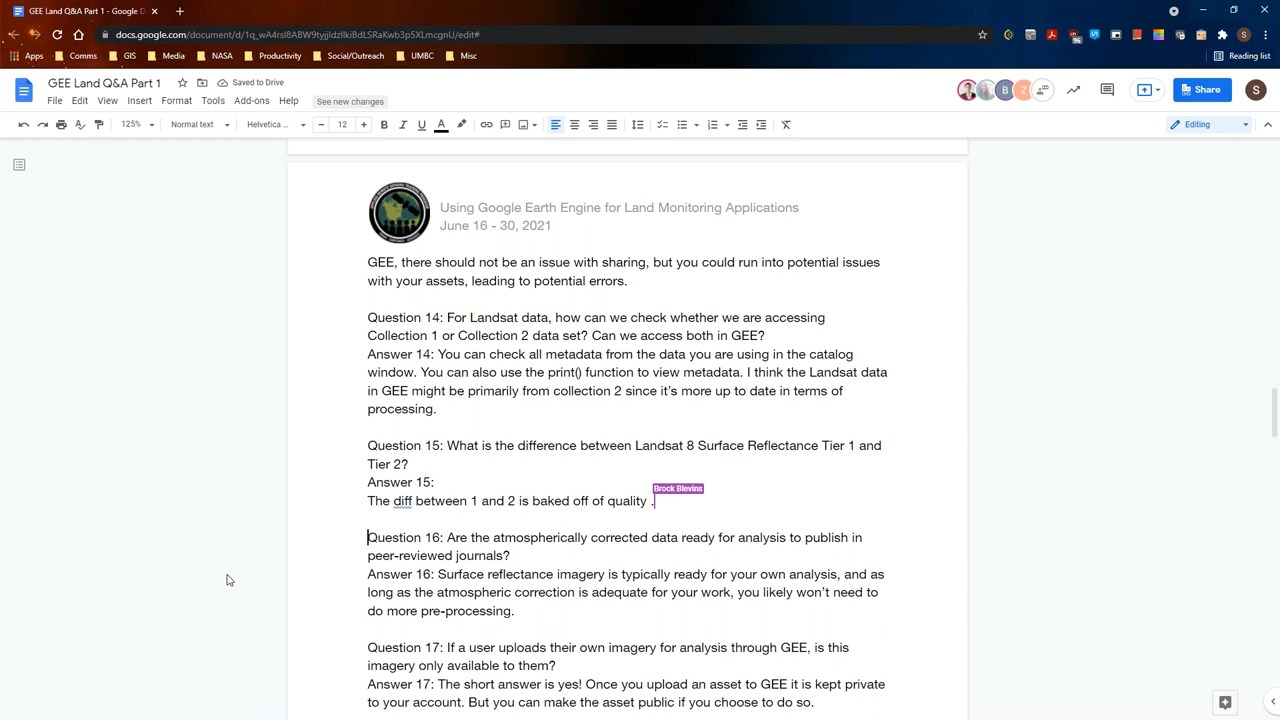 GEE Land Q&A Part 1 - Google D
docs.google.com/document/d/1q_wA4rsI8ABW9tyjjIdzIlkiBdLSRaKwb3p5XLmcgnU/edit#
Apps Comms GIS Media NASA Productivity Social/Outreach UMBC Misc Reading list
GEE Land Q&A Part 1 Saved to Drive
File Edit View Insert Format Tools Add-ons Help See new changes
B Z Share S
125% Normal text Helvetica ... 12 B I U A Editing
Using Google Earth Engine for Land Monitoring Applications
June 16 - 30, 2021
GEE, there should not be an issue with sharing, but you could run into potential issues
with your assets, leading to potential errors.
Question 14: For Landsat data, how can we check whether we are accessing
Collection 1 or Collection 2 data set? Can we access both in GEE?
Answer 14: You can check all metadata from the data you are using in the catalog
window. You can also use the print() function to view metadata. I think the Landsat data
in GEE might be primarily from collection 2 since it's more up to date in terms of
processing.
Question 15: What is the difference between Landsat 8 Surface Reflectance Tier 1 and
Tier 2?
Answer 15:
Brock Blevins
The diff between 1 and 2 is baked off of quality .
Question 16: Are the atmospherically corrected data ready for analysis to publish in
peer-reviewed journals?
Answer 16: Surface reflectance imagery is typically ready for your own analysis, and as
long as the atmospheric correction is adequate for your work, you likely won't need to
do more pre-processing.
Question 17: If a user uploads their own imagery for analysis through GEE, is this
imagery only available to them?
Answer 17: The short answer is yes! Once you upload an asset to GEE it is kept private
to your account. But you can make the asset public if you choose to do so.